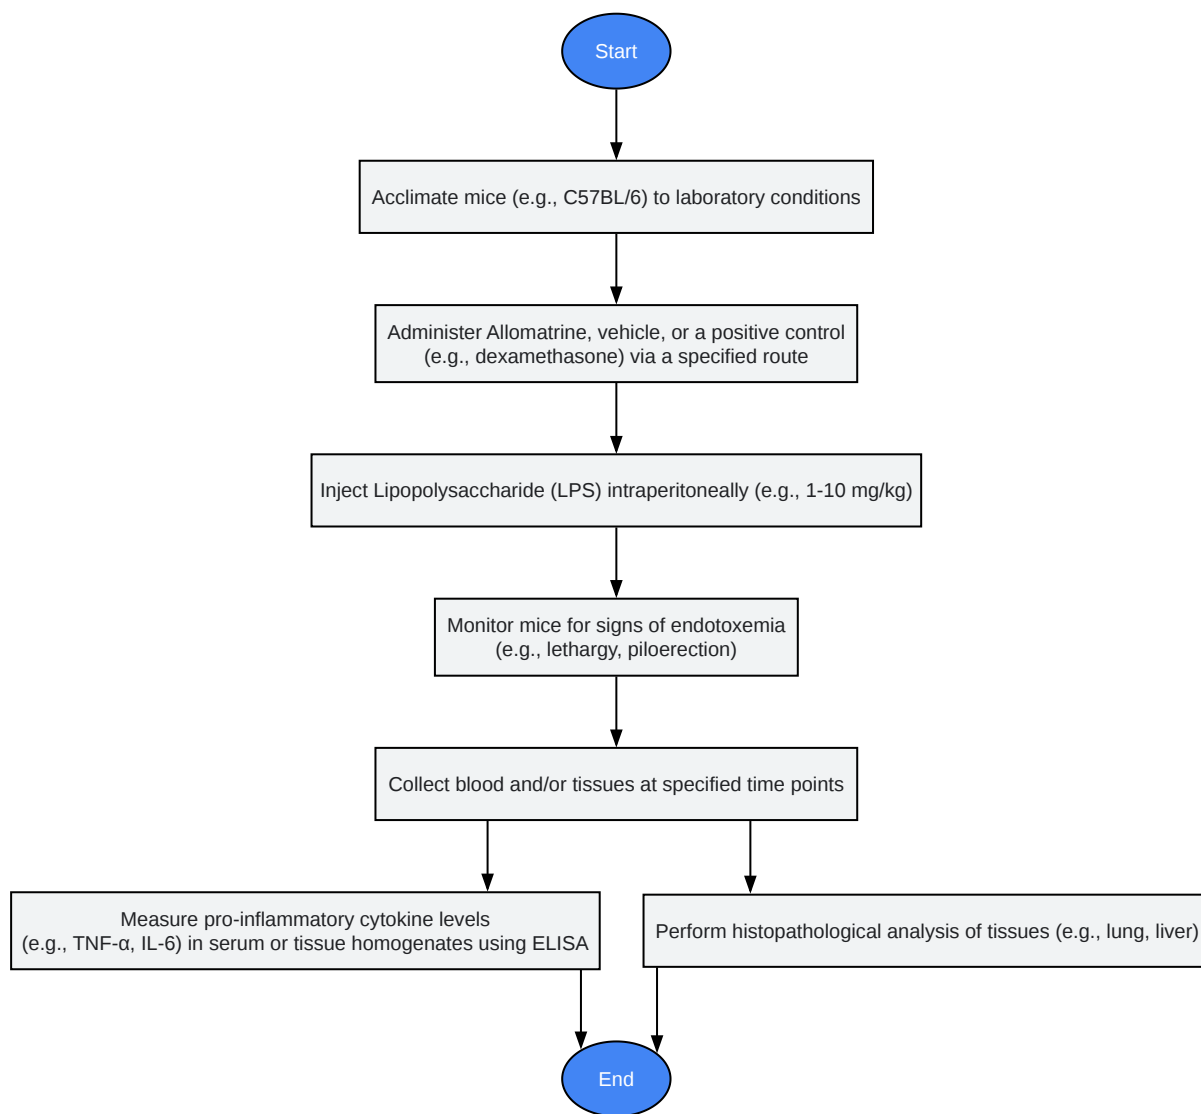 Start
Acclimate mice (e.g., C57BL/6) to laboratory conditions
Administer Allomatrine, vehicle, or a positive control
(e.g., dexamethasone) via a specified route
Inject Lipopolysaccharide (LPS) intraperitoneally (e.g., 1-10 mg/kg)
Monitor mice for signs of endotoxemia
(e.g., lethargy, piloerection)
Collect blood and/or tissues at specified time points
Measure pro-inflammatory cytokine levels
(e.g., TNF-α, IL-6) in serum or tissue homogenates using ELISA
Perform histopathological analysis of tissues (e.g., lung, liver)
End